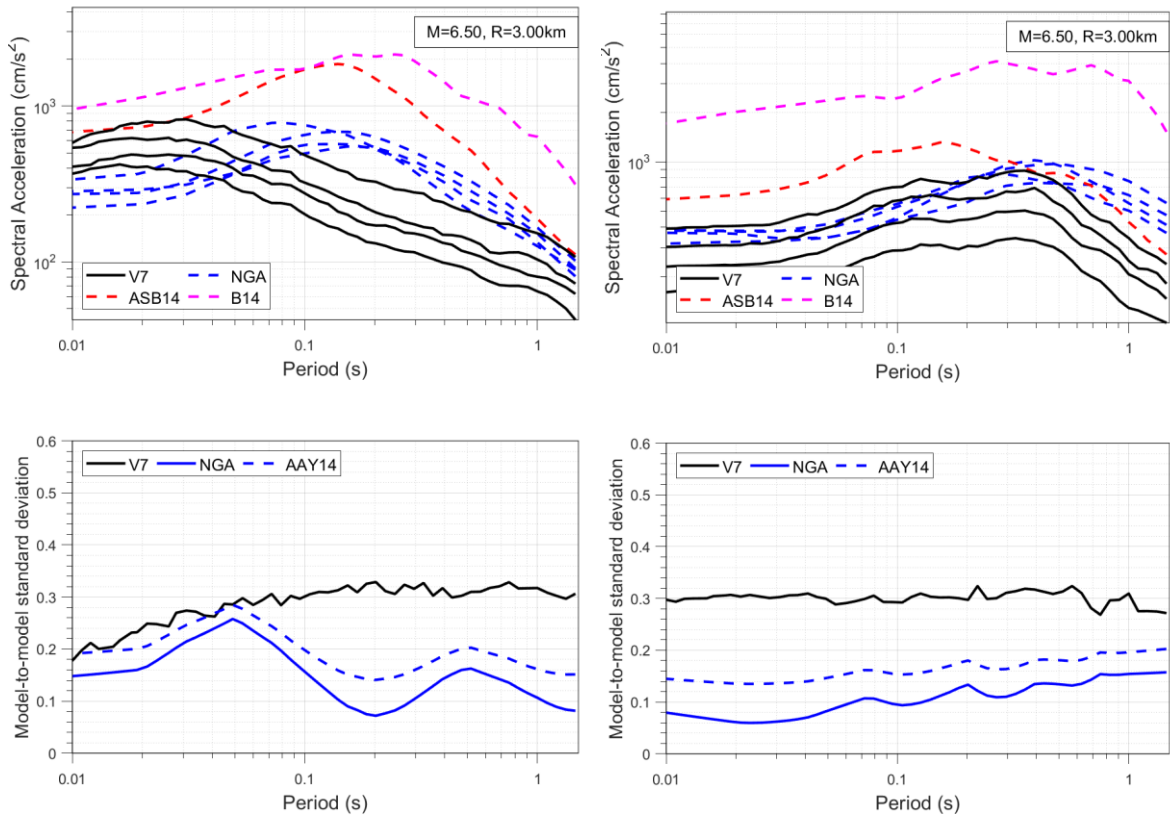 Spectral Acceleration (cm/s²)
10³
10²
M=6.50, R=3.00km
V7 NGA
ASB14 B14
0.01 0.1 1
Period (s)
Spectral Acceleration (cm/s²)
10³
M=6.50, R=3.00km
V7 NGA
ASB14 B14
0.01 0.1 1
Period (s)
Model-to-model standard deviation
0.6
V7 NGA AAY14
0.5
0.4
0.3
0.2
0.1
0
0.01 0.1 1
Period (s)
Model-to-model standard deviation
0.6
V7 NGA AAY14
0.5
0.4
0.3
0.2
0.1
0
0.01 0.1 1
Period (s)